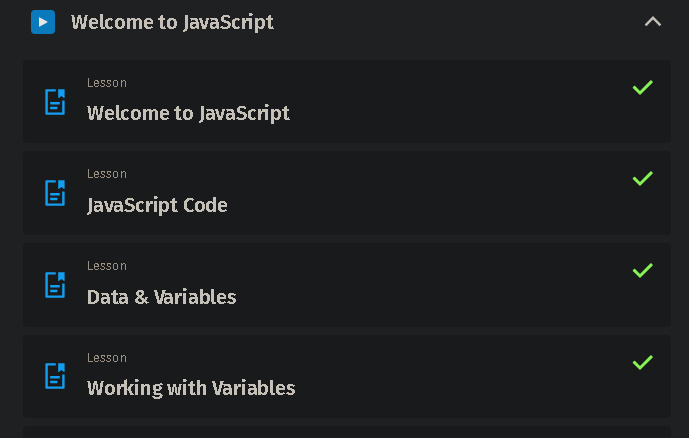 Welcome to JavaScript
Lesson
Welcome to JavaScript
Lesson
JavaScript Code
Lesson
Data & Variables
Lesson
Working with Variables